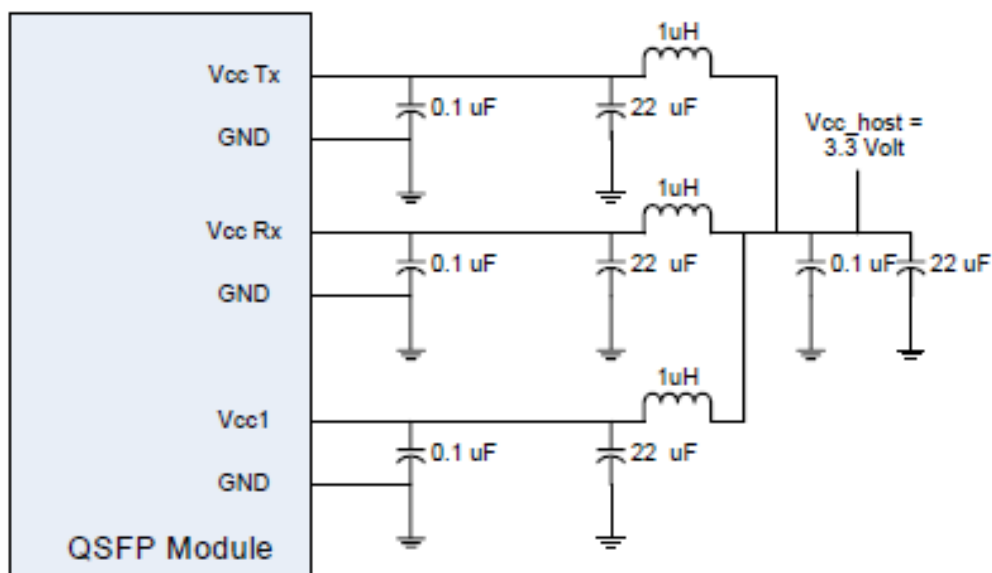 1uH
Vcc Tx
0.1 uF
22 uF
GND
Vcc_host =
3.3 Volt
1uH
Vcc Rx
0.1 uF
22 uF
0.1 uF
22 uF
GND
1uH
Vcc1
0.1 uF
22 uF
GND
QSFP Module